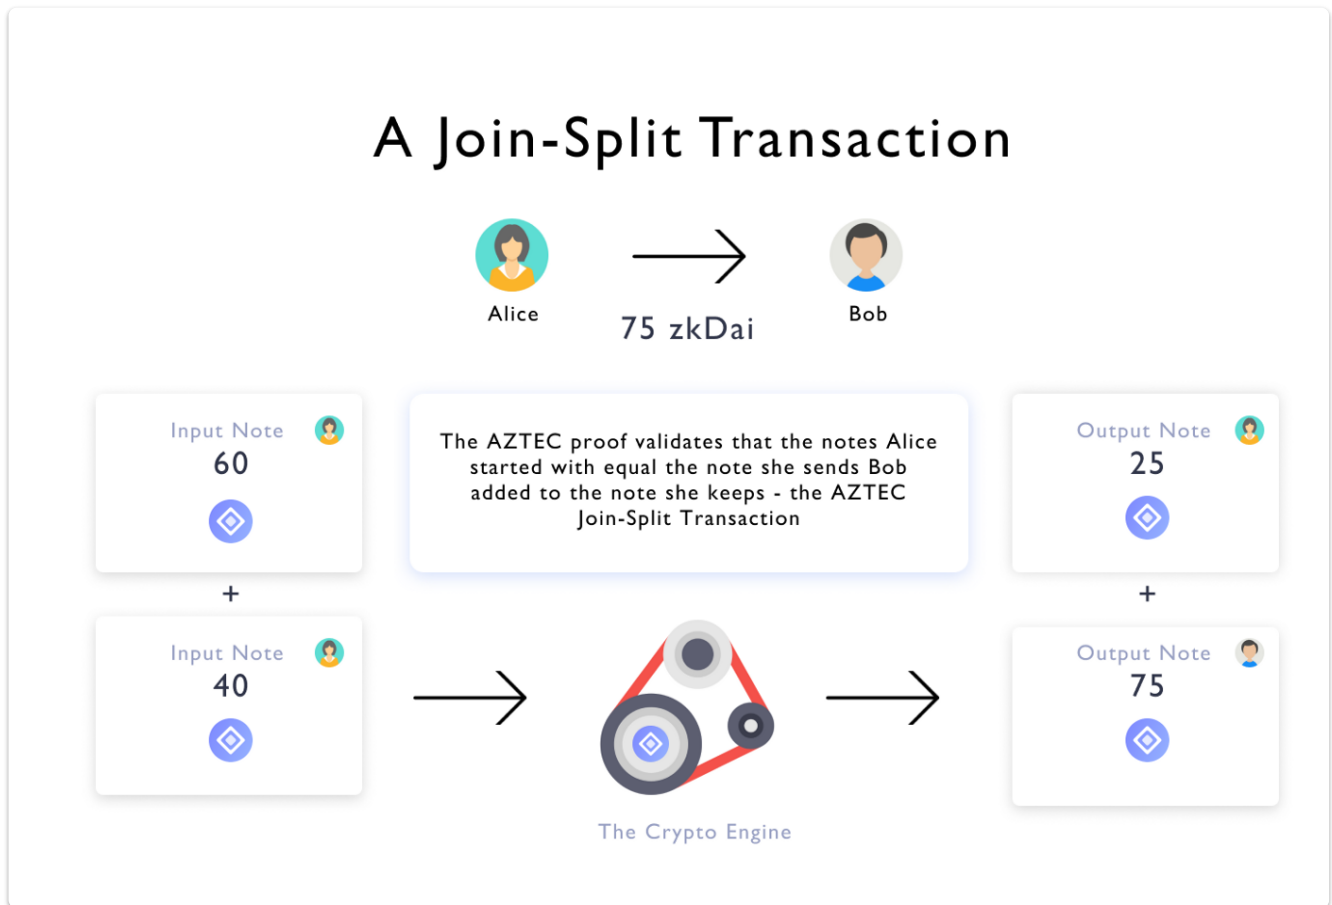 A Join-Split Transaction
Alice
75 zkDai
Bob
Input Note
60
+
Input Note
40
The AZTEC proof validates that the notes Alice
started with equal the note she sends Bob
added to the note she keeps - the AZTEC
Join-Split Transaction
The Crypto Engine
Output Note
25
+
Output Note
75